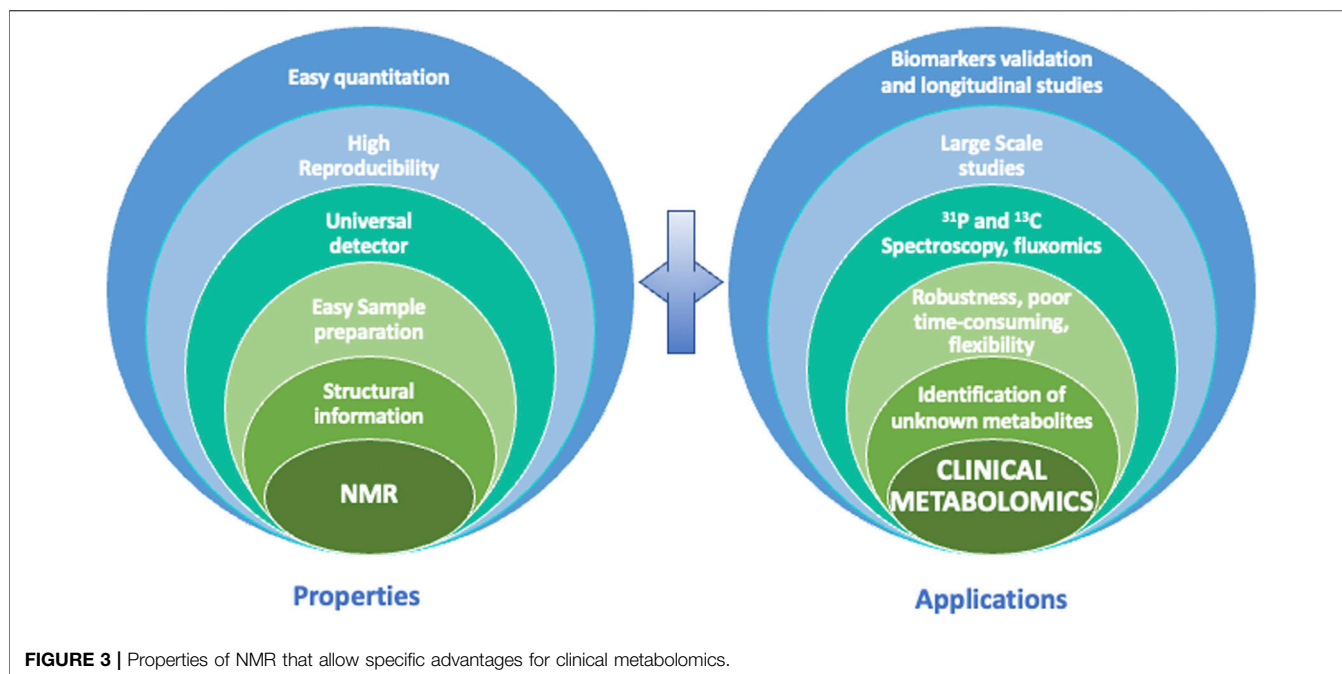 Easy quantitation
High
Reproducibility
Universal
detector
Easy Sample
preparation
Structural
information
NMR
Properties
Biomarkers validation
and longitudinal studies
Large Scale
studies
³¹P and ¹³C
Spectroscopy, fluxomics
Robustness, poor
time-consuming,
flexibility
Identification of
unknown metabolites
CLINICAL
METABOLOMICS
Applications
FIGURE 3 | Properties of NMR that allow specific advantages for clinical metabolomics.